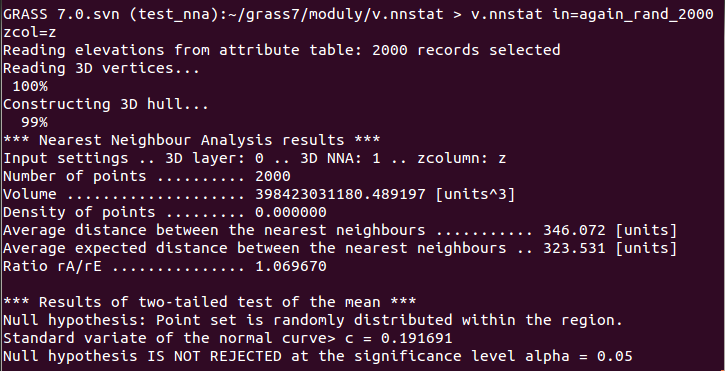 GRASS 7.0.svn (test_nna):~/grass7/moduly/v.nnstat > v.nnstat in=again_rand_2000
zcol=z
Reading elevations from attribute table: 2000 records selected
Reading 3D vertices...
 100%
Constructing 3D hull...
  99%
*** Nearest Neighbour Analysis results ***
Input settings .. 3D layer: 0 .. 3D NNA: 1 .. zcolumn: z
Number of points .......... 2000
Volume .................... 398423031180.489197 [units^3]
Density of points ......... 0.000000
Average distance between the nearest neighbours ........... 346.072 [units]
Average expected distance between the nearest neighbours .. 323.531 [units]
Ratio rA/rE ............... 1.069670

*** Results of two-tailed test of the mean ***
Null hypothesis: Point set is randomly distributed within the region.
Standard variate of the normal curve> c = 0.191691
Null hypothesis IS NOT REJECTED at the significance level alpha = 0.05